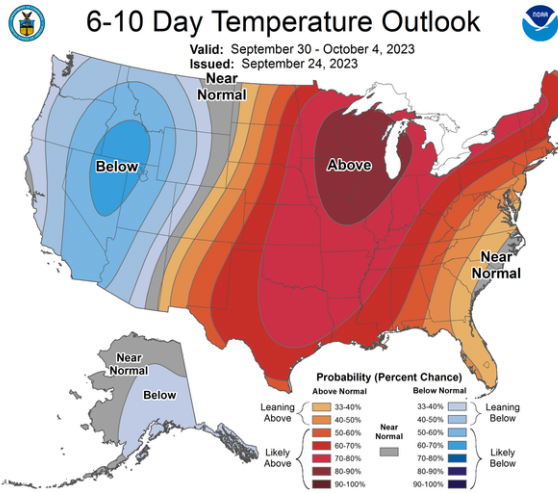 6-10 Day Temperature Outlook
NOAA
Valid: September 30 - October 4, 2023
Issued: September 24, 2023
Near
Normal
Below
Above
Near
Normal
Near
Normal
Below
Probability (Percent Chance)
Above Normal
Below Normal
Leaning
Above
33-40%
40-50%
Likely
Above
50-60%
60-70%
70-80%
80-90%
90-100%
Near
Normal
33-40%
40-50%
Leaning
Below
50-60%
60-70%
70-80%
80-90%
90-100%
Likely
Below